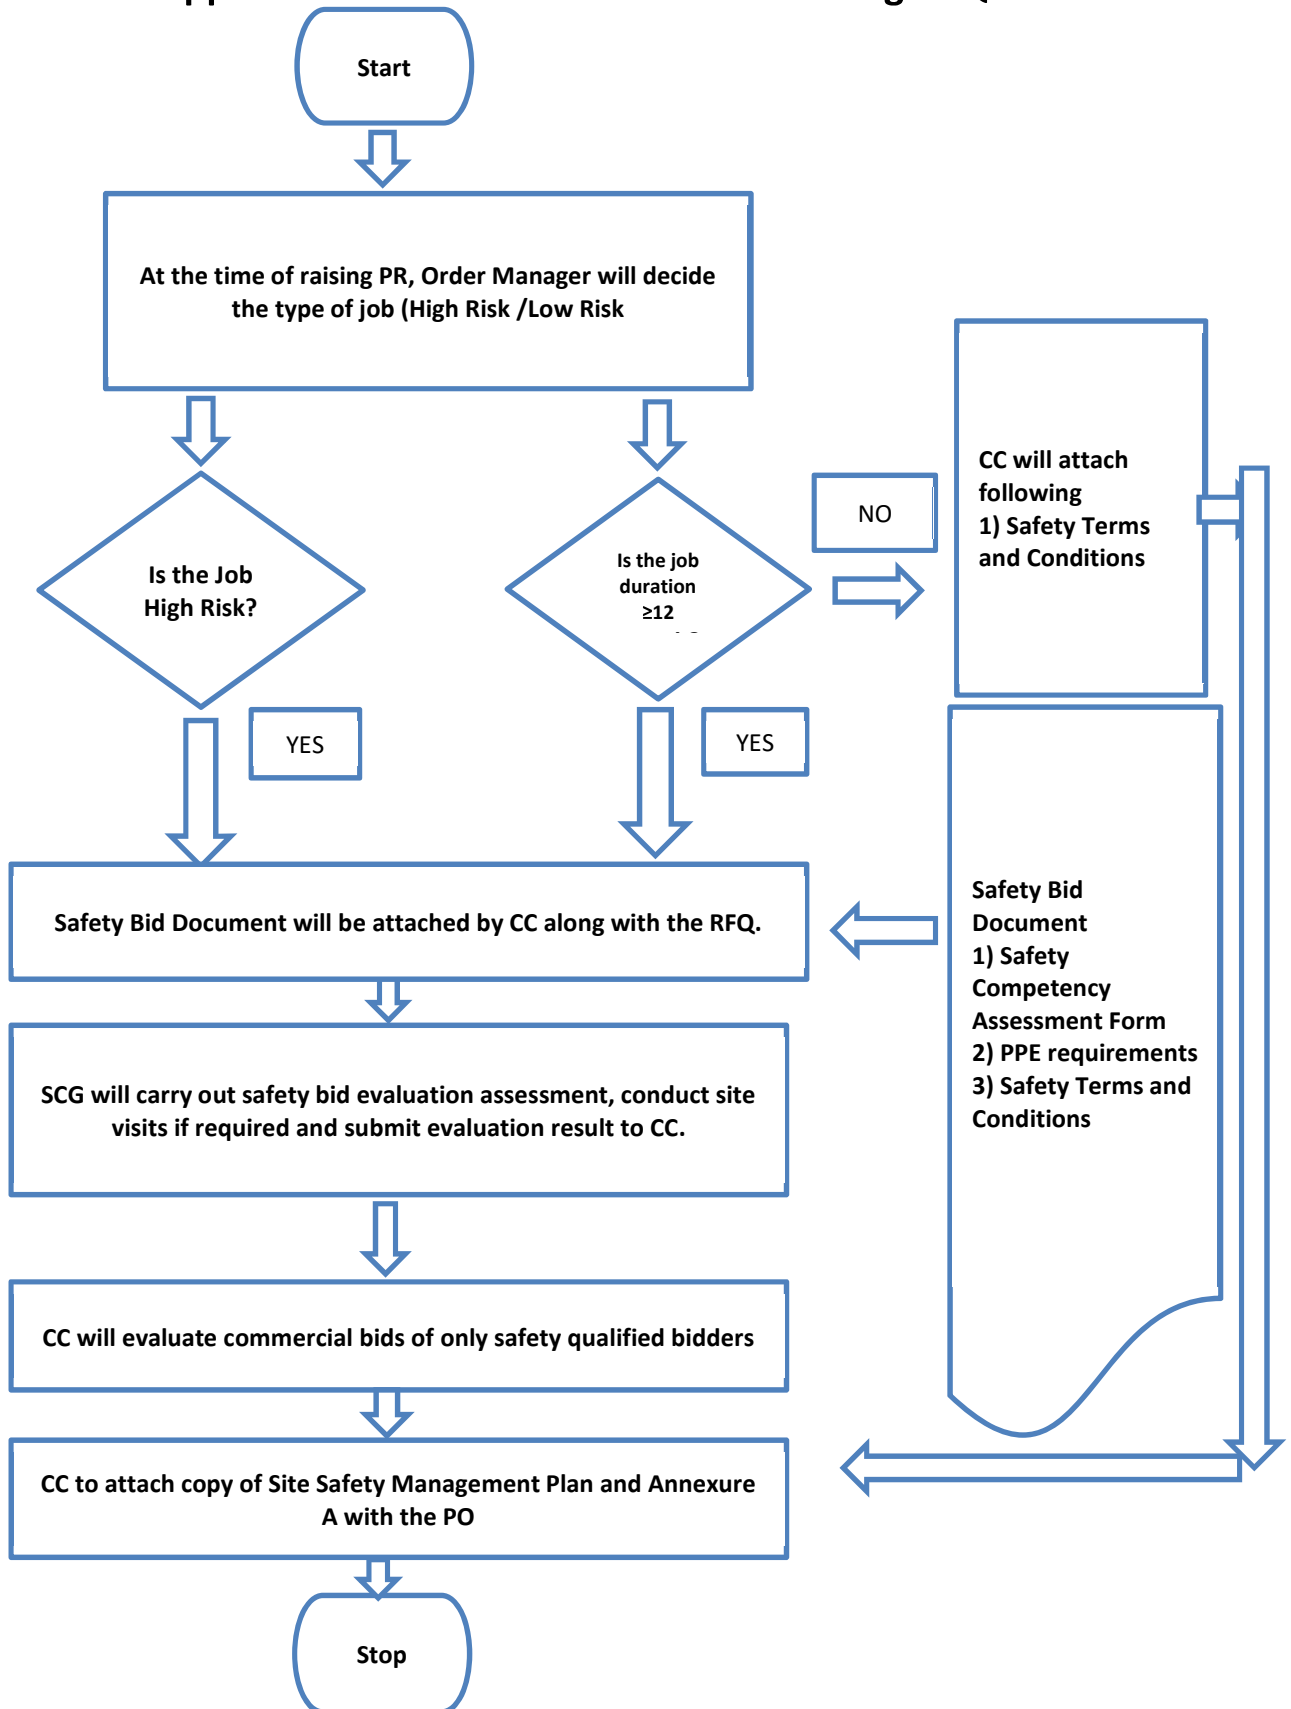 Start
At the time of raising PR, Order Manager will decide
the type of job (High Risk /Low Risk
CC will attach
following
1) Safety Terms
and Conditions
NO
Is the Job
High Risk?
Is the job
duration
≥12
YES
YES
Safety Bid Document will be attached by CC along with the RFQ.
Safety Bid
Document
1) Safety
Competency
Assessment Form
2) PPE requirements
3) Safety Terms and
Conditions
SCG will carry out safety bid evaluation assessment, conduct site
visits if required and submit evaluation result to CC.
CC will evaluate commercial bids of only safety qualified bidders
CC to attach copy of Site Safety Management Plan and Annexure
A with the PO
Stop